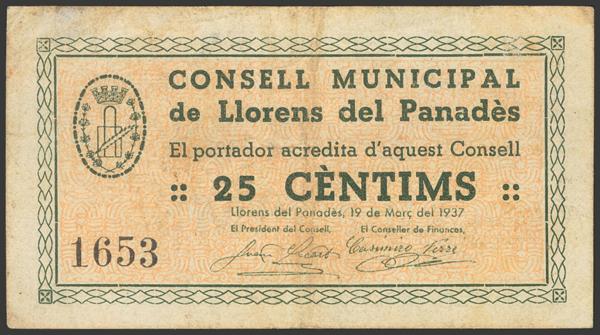 CONSELL MUNICIPAL
de Llorens del Panadès
El portador acredita d'aquest Consell
:: 25 CÈNTIMS ::
Llorens del Panadès, 19 de Març del 1937
El President del Consell, El Conseller de Finances,
1653